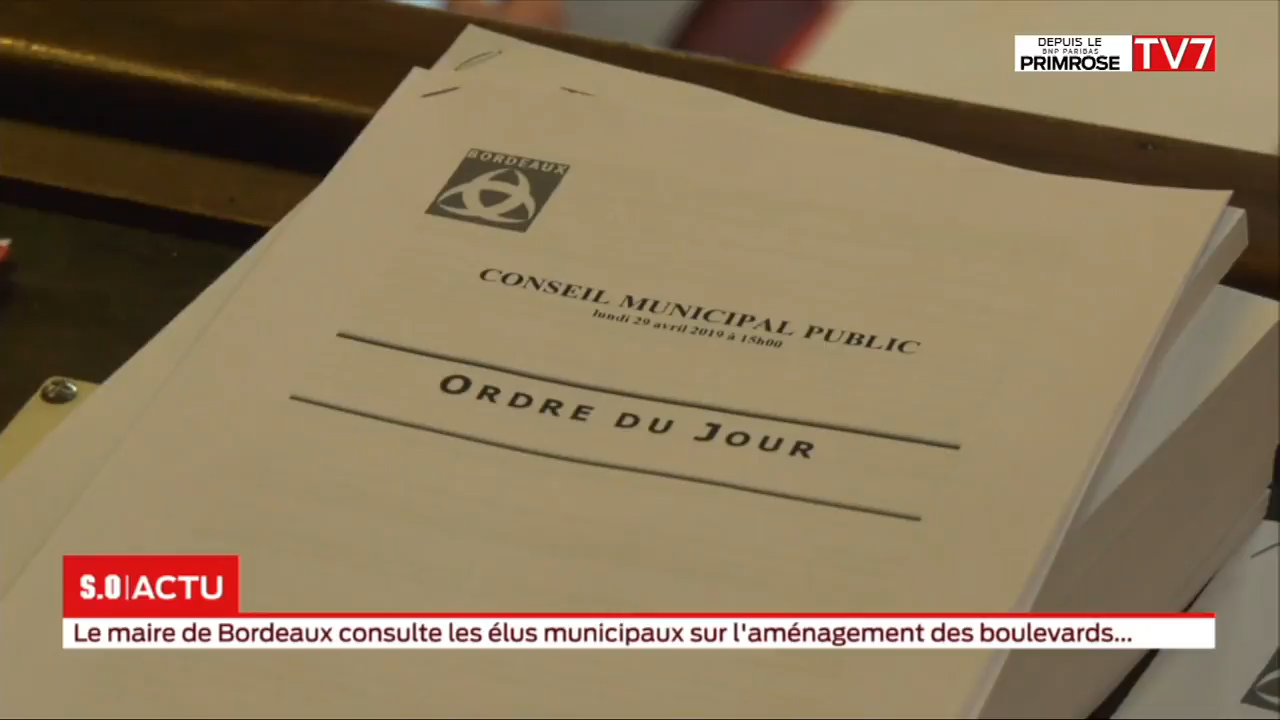 DEPUIS LE
BNP PARIBAS
PRIMROSE
TV7
BORDEAUX
CONSEIL MUNICIPAL PUBLIC
lundi 29 avril 2019 à 15h00
ORDRE DU JOUR
S.O|ACTU
Le maire de Bordeaux consulte les élus municipaux sur l'aménagement des boulevards...